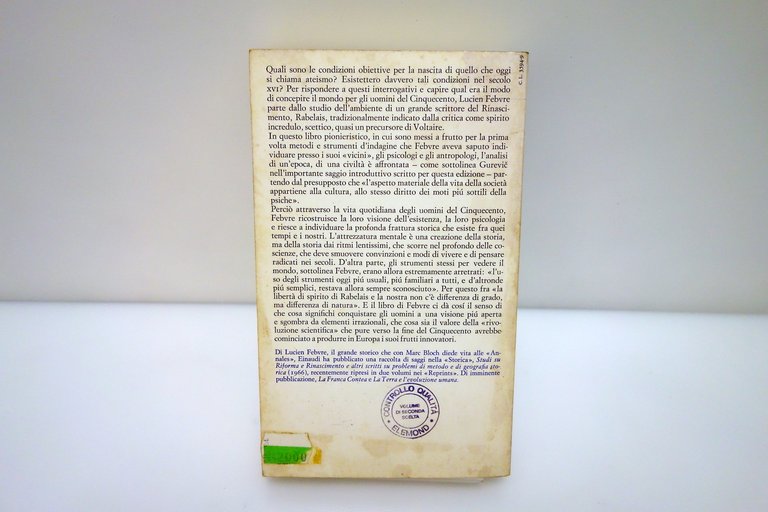 Quali sono le condizioni obiettive per la nascita di quello che oggi
si chiama ateismo? Esistettero davvero tali condizioni nel secolo
XVI? Per rispondere a questi interrogativi e capire qual era il modo
di concepire il mondo per gli uomini del Cinquecento, Lucien Febvre
parte dallo studio dell'ambiente di un grande scrittore del Rinasci-
mento, Rabelais, tradizionalmente indicato dalla critica come spirito
incredulo, scettico, quasi un precursore di Voltaire.
In questo libro pionieristico, in cui sono messi a frutto per la prima
volta metodi e strumenti d'indagine che Febvre aveva saputo indi-
viduare presso i suoi «vicini», gli psicologi e gli antropologi, l'analisi
di un'epoca, di una civiltà è affrontata – come sottolinea Gurevič
nell'importante saggio introduttivo scritto per questa edizione – par-
tendo dal presupposto che «l'aspetto materiale della vita della società
appartiene alla cultura, allo stesso diritto dei moti piú sottili della
psiche».
Perciò attraverso la vita quotidiana degli uomini del Cinquecento,
Febvre ricostruisce la loro visione dell'esistenza, la loro psicologia
e riesce a individuare la profonda frattura storica che esiste fra quei
tempi e i nostri. L'attrezzatura mentale è una creazione della storia,
ma della storia dai ritmi lentissimi, che scorre nel profondo delle co-
scienze, che deve smuovere convinzioni e modi di vivere e di pensare
radicati nei secoli. D'altra parte, gli strumenti stessi per vedere il
mondo, sottolinea Febvre, erano allora estremamente arretrati: «l'u-
so degli strumenti oggi piú usuali, piú familiari a tutti, e d'altronde
piú semplici, restava allora sempre sconosciuto». Per questo fra «la
libertà di spirito di Rabelais e la nostra non c'è differenza di grado,
ma differenza di natura». E il libro di Febvre ci dà cosí il senso di
che cosa significhi conquistare gli uomini a una visione piú aperta
e sgombra da elementi irrazionali, che cosa sia il valore della «rivo-
luzione scientifica» che pure verso la fine del Cinquecento avrebbe
cominciato a produrre in Europa i suoi frutti innovatori.
Di Lucien Febvre, il grande storico che con Marc Bloch diede vita alle «An-
nales», Einaudi ha pubblicato una raccolta di saggi nella «Storica», Studi su
Riforma e Rinascimento e altri scritti su problemi di metodo e di geografia sto-
rica (1966), recentemente ripresi in due volumi nei «Reprints». Di imminente
pubblicazione, La Franca Contea e La Terra e l'evoluzione umana.
CONTROLLO QUALITÀ
VOLUME
DI SECONDA
SCELTA
ELEMOND